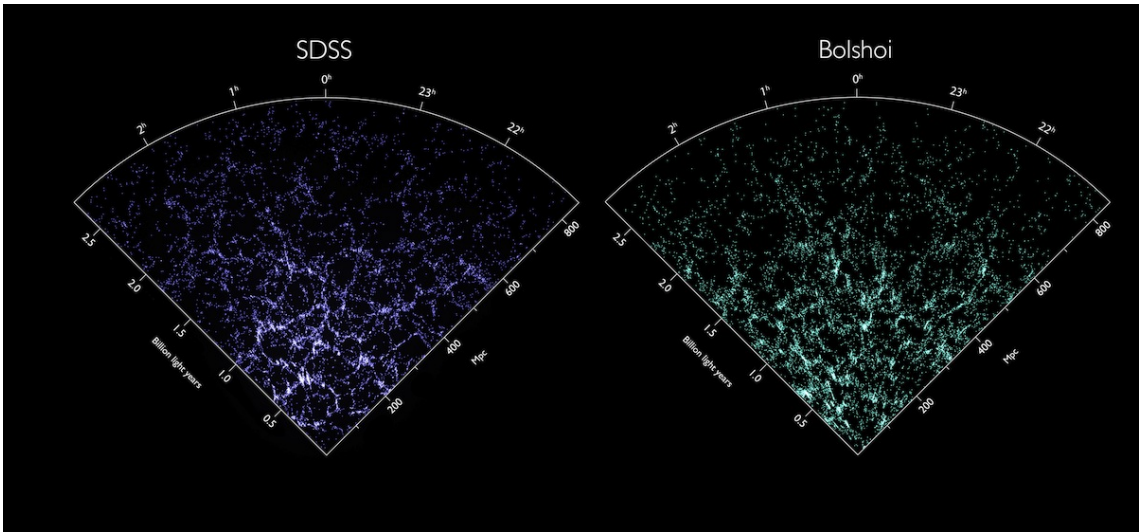 SDSS
0ʰ
1ʰ
23ʰ
2ʰ
22ʰ
2.5
2.0
1.5
1.0
0.5
Billion light years
800
600
400
200
Mpc
Bolshoi
0ʰ
1ʰ
23ʰ
2ʰ
22ʰ
2.5
2.0
1.5
1.0
0.5
Billion light years
800
600
400
200
Mpc